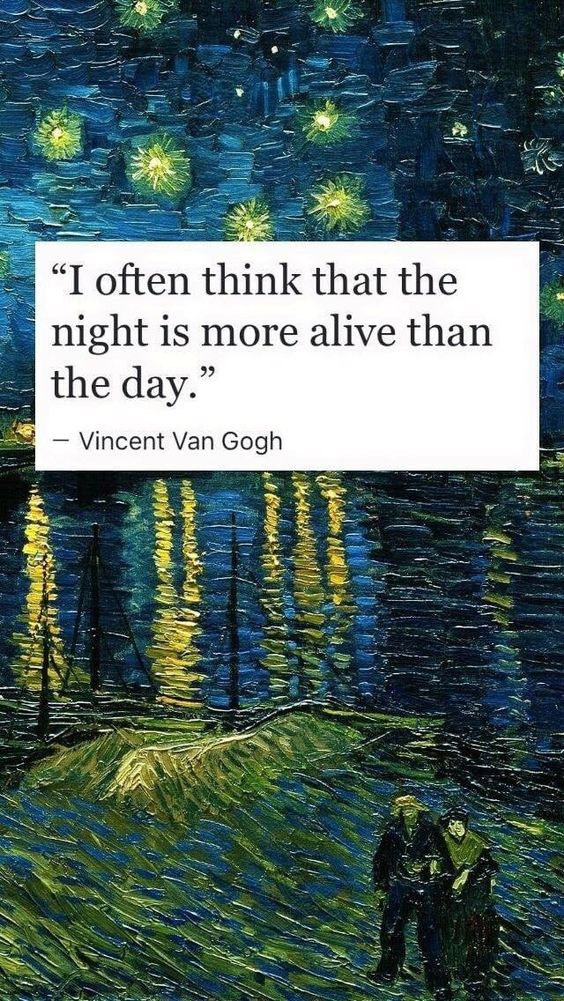 “I often think that the
night is more alive than
the day.”
— Vincent Van Gogh